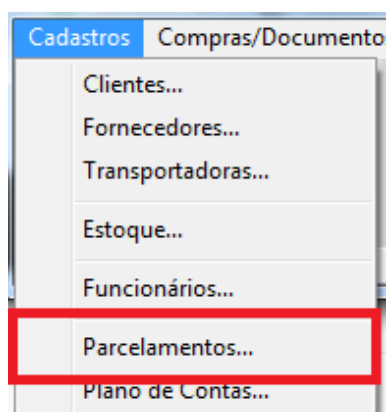 Cadastros Compras/Documento
Clientes...
Fornecedores...
Transportadoras...
Estoque...
Funcionários...
Parcelamentos...
Plano de Contas...